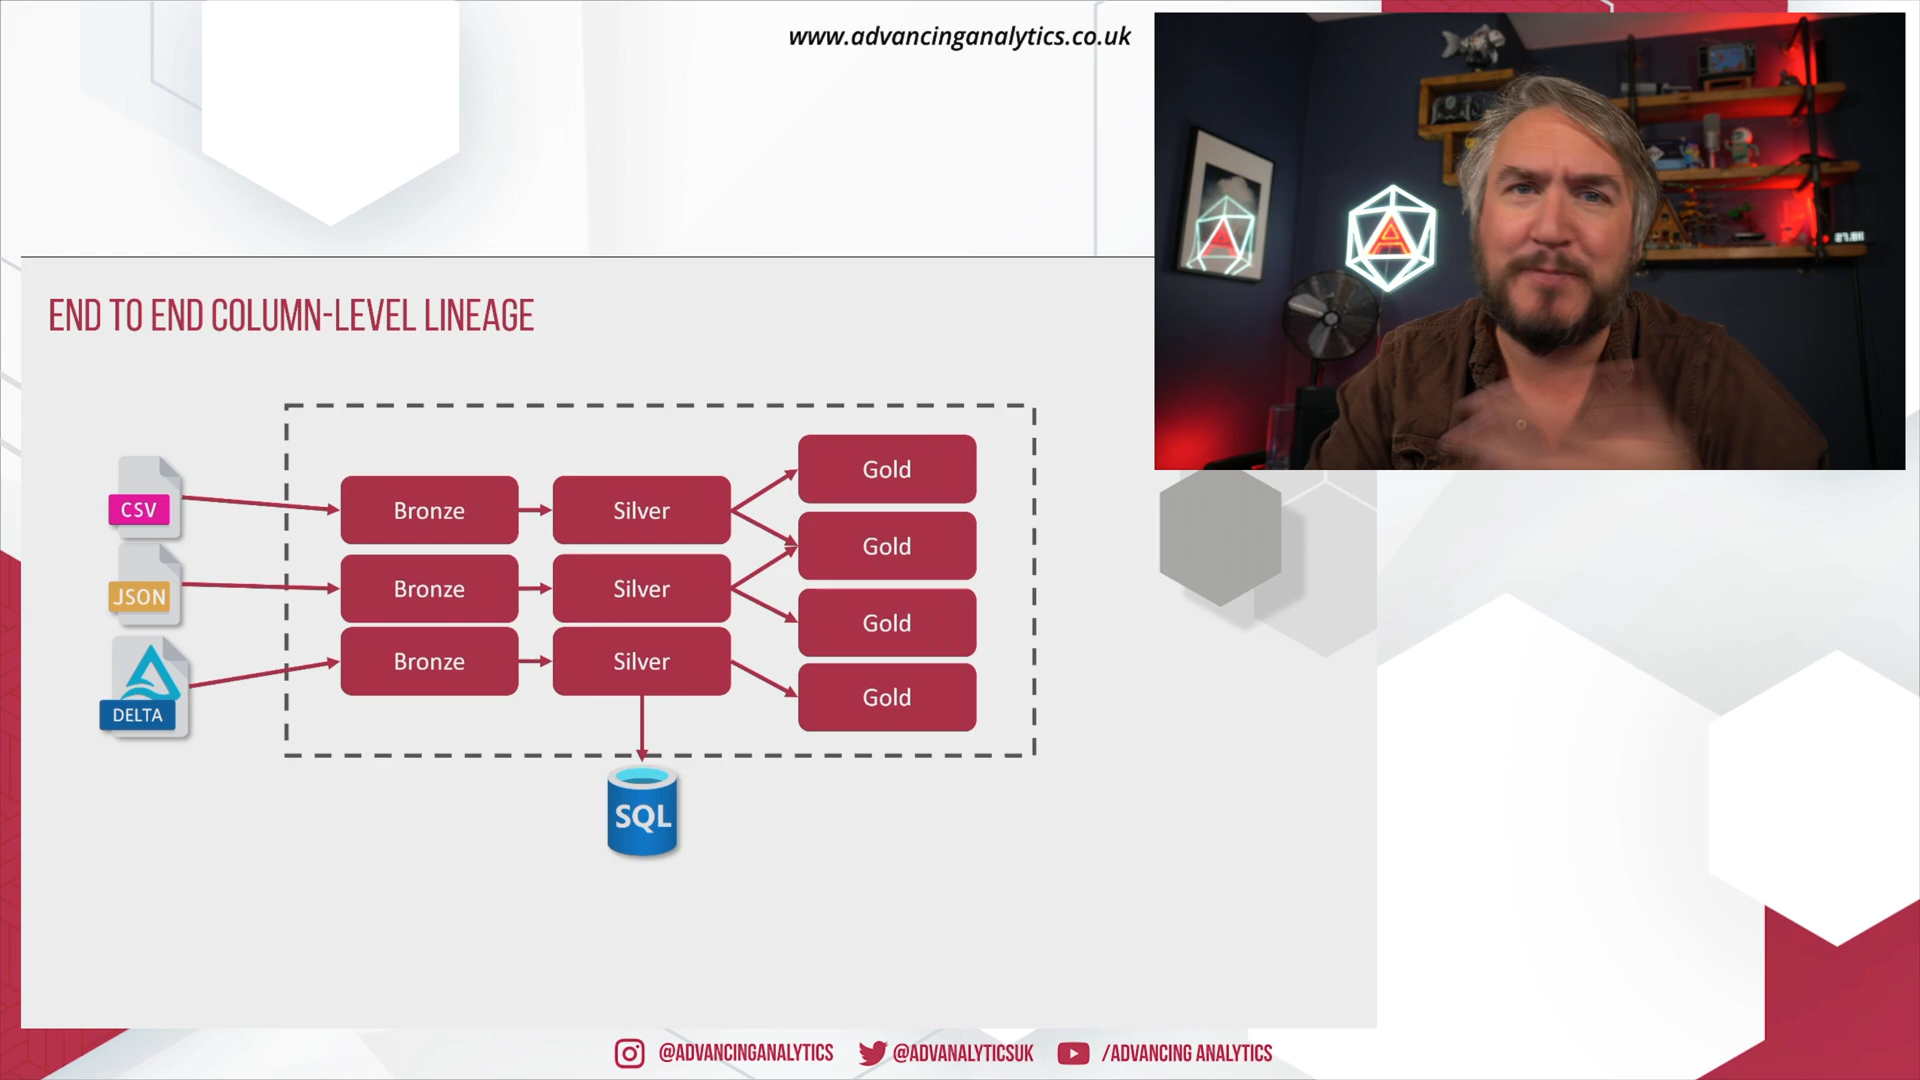 www.advancinganalytics.co.uk
END TO END COLUMN-LEVEL LINEAGE
CSV
JSON
DELTA
Bronze
Silver
Bronze
Silver
Bronze
Silver
Gold
Gold
Gold
Gold
SQL
A
A
@ADVANCINGANALYTICS
@ADVANALYTICSUK
/ADVANCING ANALYTICS